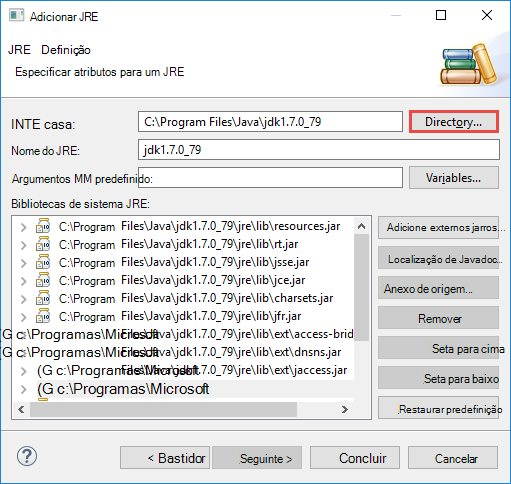 Adicionar JRE
JRE Definição
Especificar atributos para um JRE
INTE casa: C:\Program Files\Java\jdk1.7.0_79 Directory...
Nome do JRE: jdk1.7.0_79
Argumentos MM predefinido: Variables...
Bibliotecas de sistema JRE:
C:\Program Files\Java\jdk1.7.0_79\jre\lib\resources.jar
C:\Program Files\Java\jdk1.7.0_79\jre\lib\rt.jar
C:\Program Files\Java\jdk1.7.0_79\jre\lib\jsse.jar
C:\Program Files\Java\jdk1.7.0_79\jre\lib\jce.jar
C:\Program Files\Java\jdk1.7.0_79\jre\lib\charsets.jar
C:\Program Files\Java\jdk1.7.0_79\jre\lib\jfr.jar
(G c:\Programas\Microsoft Files\Java\jdk1.7.0_79\jre\lib\ext\access-brid
(G c:\Programas\Microsoft Files\Java\jdk1.7.0_79\jre\lib\ext\dnsns.jar
(G c:\Programas\Microsoft Files\Java\jdk1.7.0_79\jre\lib\ext\jaccess.jar
(G c:\Programas\Microsoft
Adicione externos jarros...
Localização de Javadoc...
Anexo de origem...
Remover
Seta para cima
Seta para baixo
Restaurar predefinição
< Bastidor
Seguinte >
Concluir
Cancelar